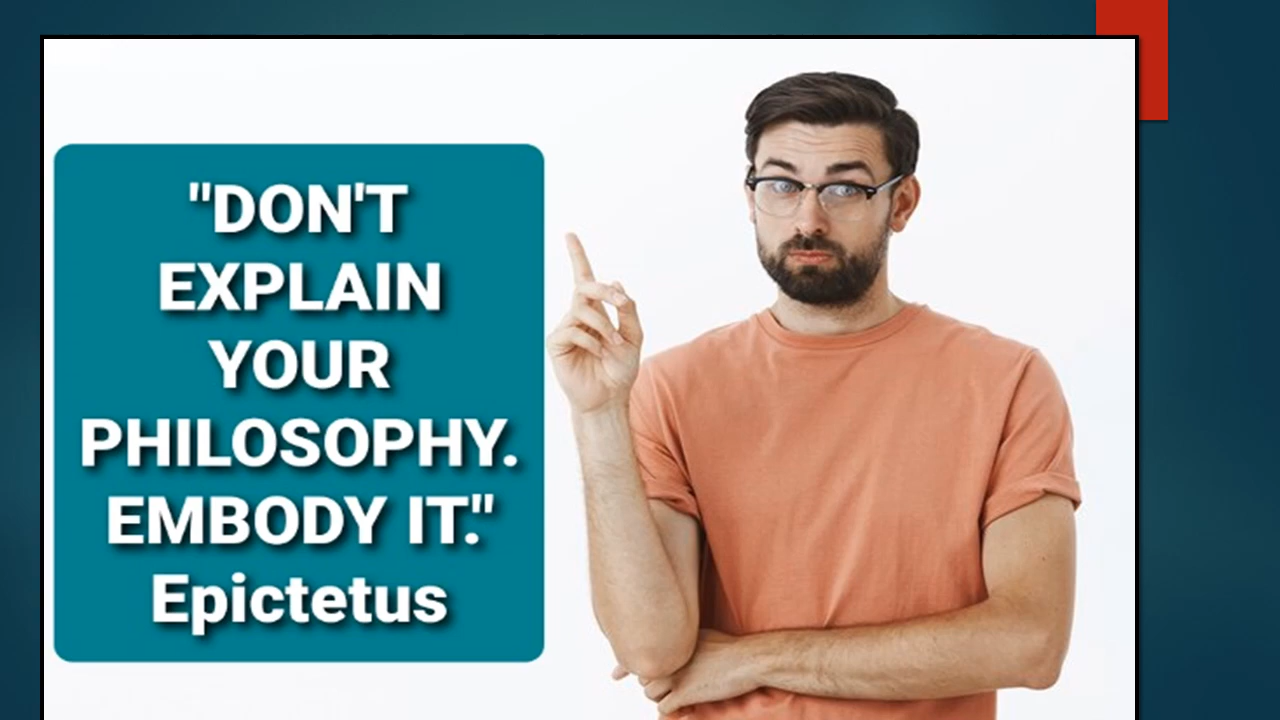 "DON'T
EXPLAIN
YOUR
PHILOSOPHY.
EMBODY IT."
Epictetus